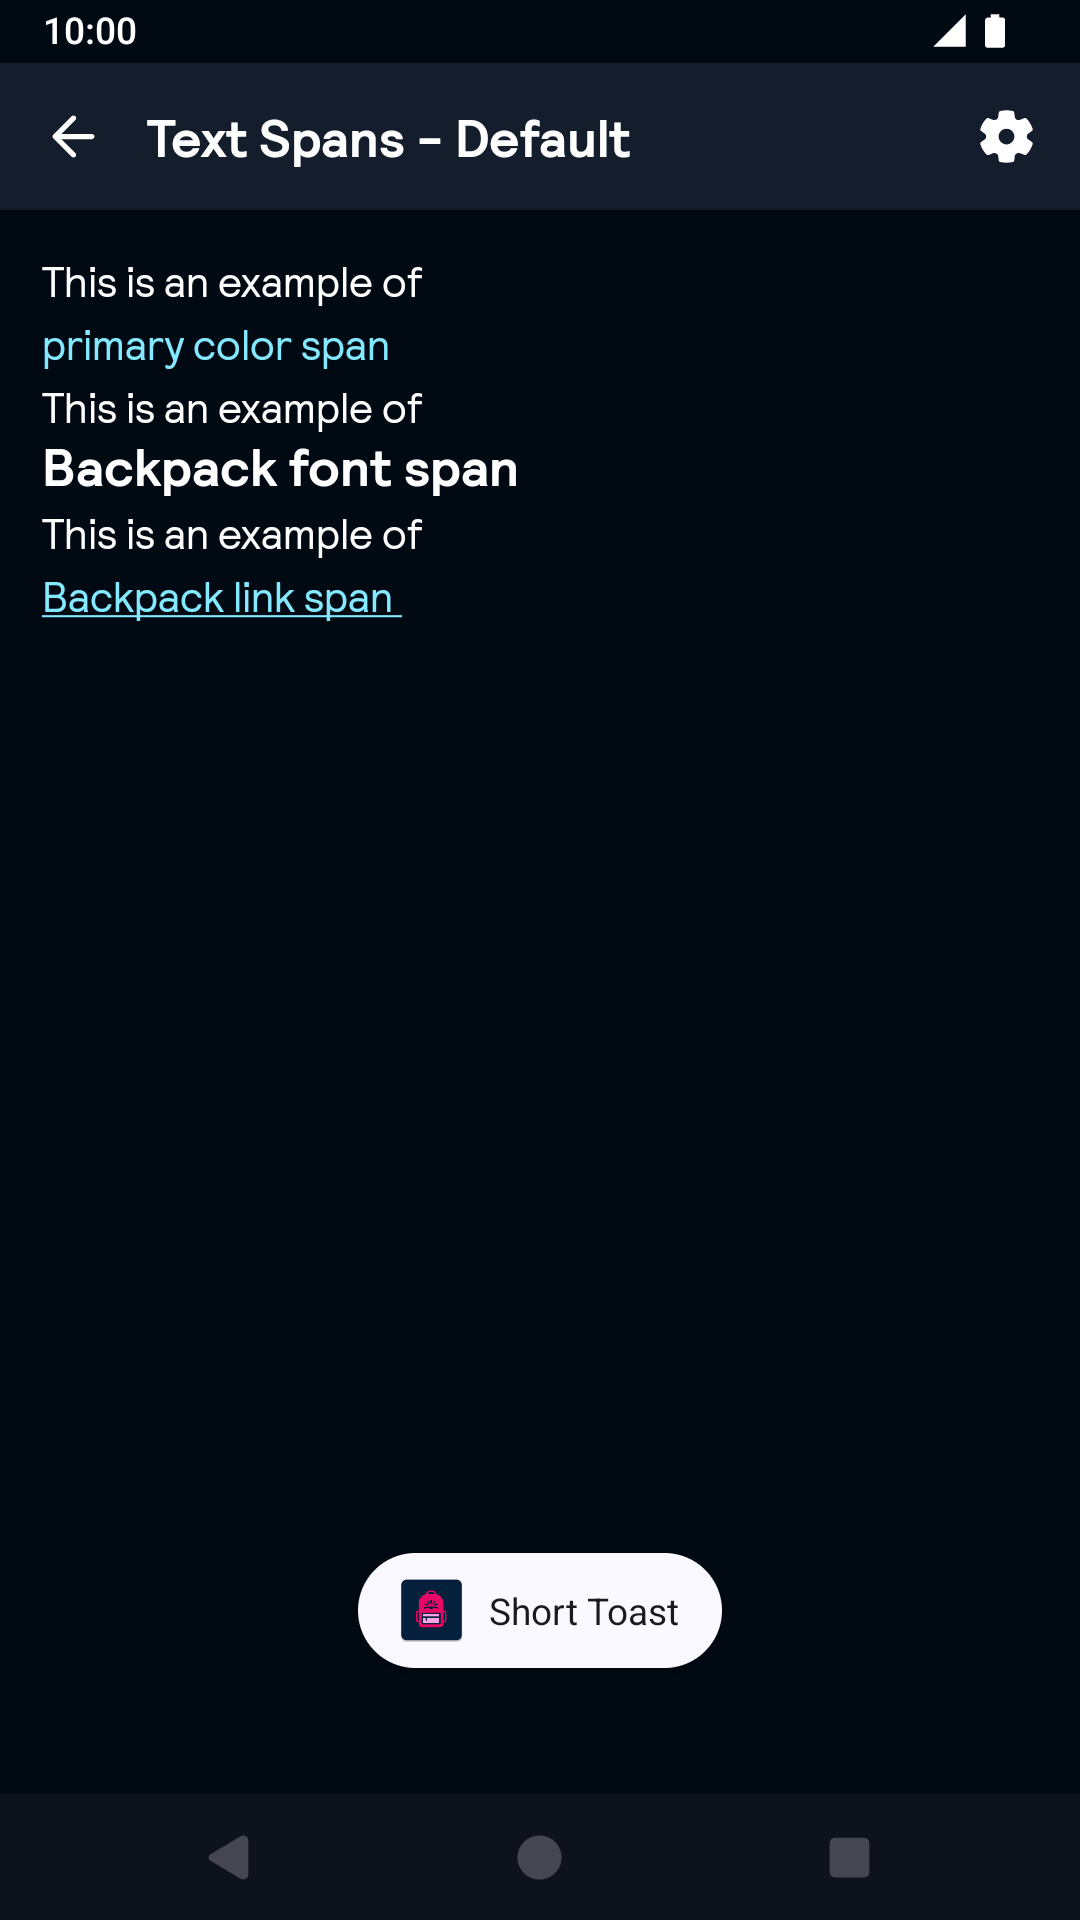 10:00
Text Spans - Default
This is an example of
primary color span
This is an example of
Backpack font span
This is an example of
Backpack link span
Short Toast